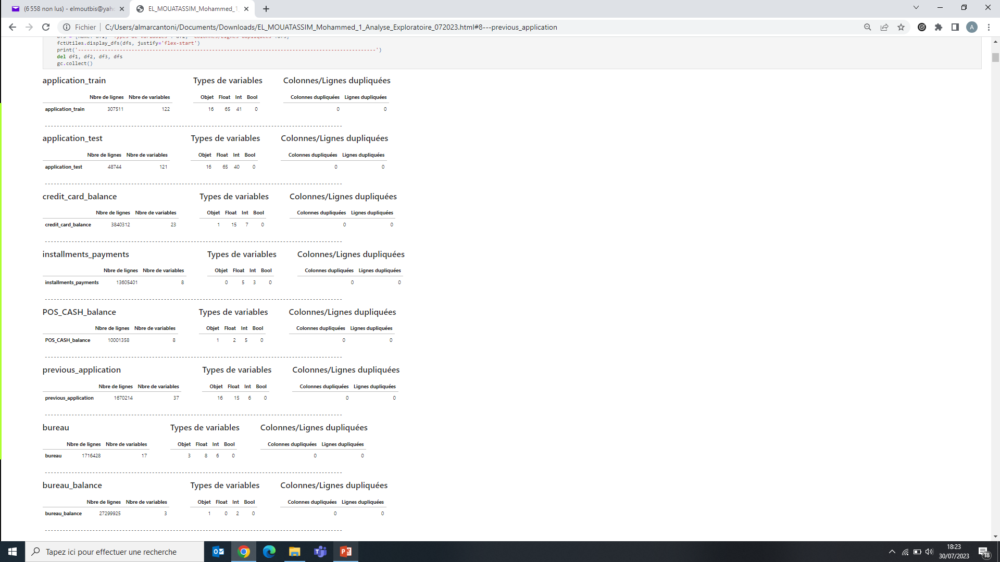 (6 558 non lus) - elmoutbis@yaho
EL_MOUATASSIM_Mohammed_1_
Fichier
C:/Users/almarcantoni/Documents/Downloads/EL_MOUATASSIM_Mohammed_1_Analyse_Exploratoire_072023.html#8---previous_application
A
fctUtiles.display_dfs(dfs, justify='flex-start')
print('----------------------------------------------------------------------------------------------------')
del df1, df2, df3, dfs
gc.collect()
application_train Types de variables Colonnes/Lignes dupliquées
Nbre de lignes Nbre de variables Objet Float Int Bool Colonnes dupliquées Lignes dupliquées
application_train 307511 122 16 65 41 0 0 0
----------------------------------------------------------------------------------------------------
application_test Types de variables Colonnes/Lignes dupliquées
Nbre de lignes Nbre de variables Objet Float Int Bool Colonnes dupliquées Lignes dupliquées
application_test 48744 121 16 65 40 0 0 0
----------------------------------------------------------------------------------------------------
credit_card_balance Types de variables Colonnes/Lignes dupliquées
Nbre de lignes Nbre de variables Objet Float Int Bool Colonnes dupliquées Lignes dupliquées
credit_card_balance 3840312 23 1 15 7 0 0 0
----------------------------------------------------------------------------------------------------
installments_payments Types de variables Colonnes/Lignes dupliquées
Nbre de lignes Nbre de variables Objet Float Int Bool Colonnes dupliquées Lignes dupliquées
installments_payments 13605401 8 0 5 3 0 0 0
----------------------------------------------------------------------------------------------------
POS_CASH_balance Types de variables Colonnes/Lignes dupliquées
Nbre de lignes Nbre de variables Objet Float Int Bool Colonnes dupliquées Lignes dupliquées
POS_CASH_balance 10001358 8 1 2 5 0 0 0
----------------------------------------------------------------------------------------------------
previous_application Types de variables Colonnes/Lignes dupliquées
Nbre de lignes Nbre de variables Objet Float Int Bool Colonnes dupliquées Lignes dupliquées
previous_application 1670214 37 16 15 6 0 0 0
----------------------------------------------------------------------------------------------------
bureau Types de variables Colonnes/Lignes dupliquées
Nbre de lignes Nbre de variables Objet Float Int Bool Colonnes dupliquées Lignes dupliquées
bureau 1716428 17 3 8 6 0 0 0
----------------------------------------------------------------------------------------------------
bureau_balance Types de variables Colonnes/Lignes dupliquées
Nbre de lignes Nbre de variables Objet Float Int Bool Colonnes dupliquées Lignes dupliquées
bureau_balance 27299925 3 1 0 2 0 0 0
----------------------------------------------------------------------------------------------------
Tapez ici pour effectuer une recherche
18:23
30/07/2023
18